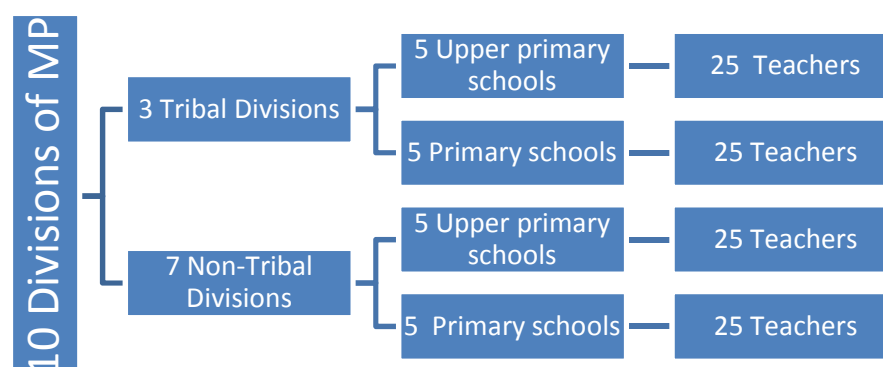 10 Divisions of MP
3 Tribal Divisions
5 Upper primary
schools
25 Teachers
5 Primary schools
25 Teachers
7 Non-Tribal
Divisions
5 Upper primary
schools
25 Teachers
5 Primary schools
25 Teachers